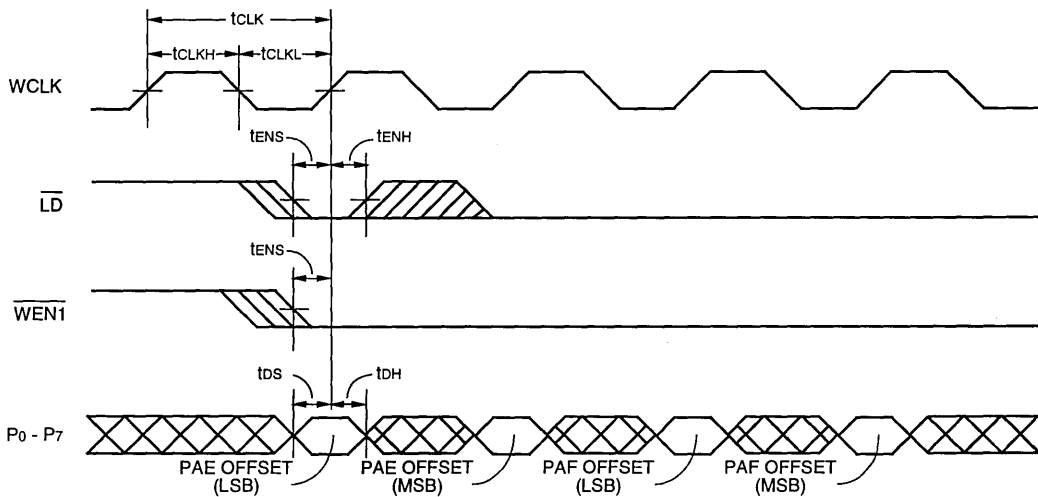 tCLK
tCLKH
tCLKL
WCLK
tENS
tENH
LD
tENS
WEN1
tDS
tDH
P0 - P7
PAE OFFSET
(LSB)
PAE OFFSET
(MSB)
PAF OFFSET
(LSB)
PAF OFFSET
(MSB)